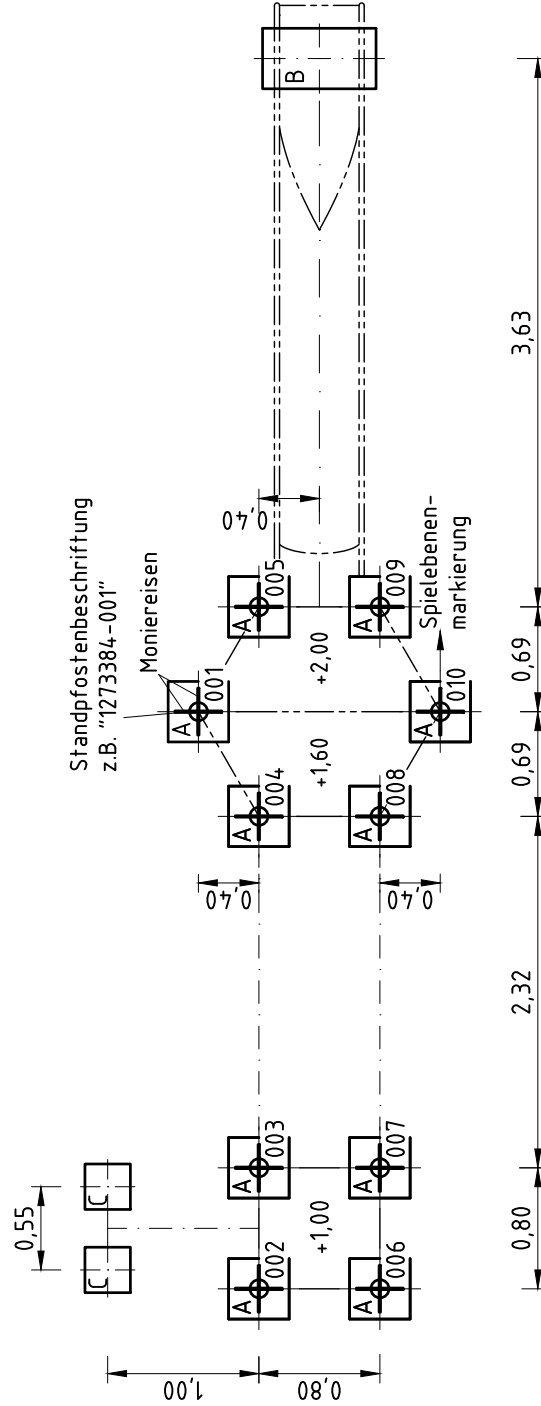 0,55
Standpfostenbeschriftung
z.B. "1273384-001"
C
C
Moniereisen
1,00
A
001
0,40
0,40
A
002
A
003
A
004
A
005
B
0,80
+1,00
+1,60
+2,00
A
006
A
007
A
008
A
009
0,40
A
010
Spielebenen-
markierung
0,80
2,32
0,69
0,69
3,63